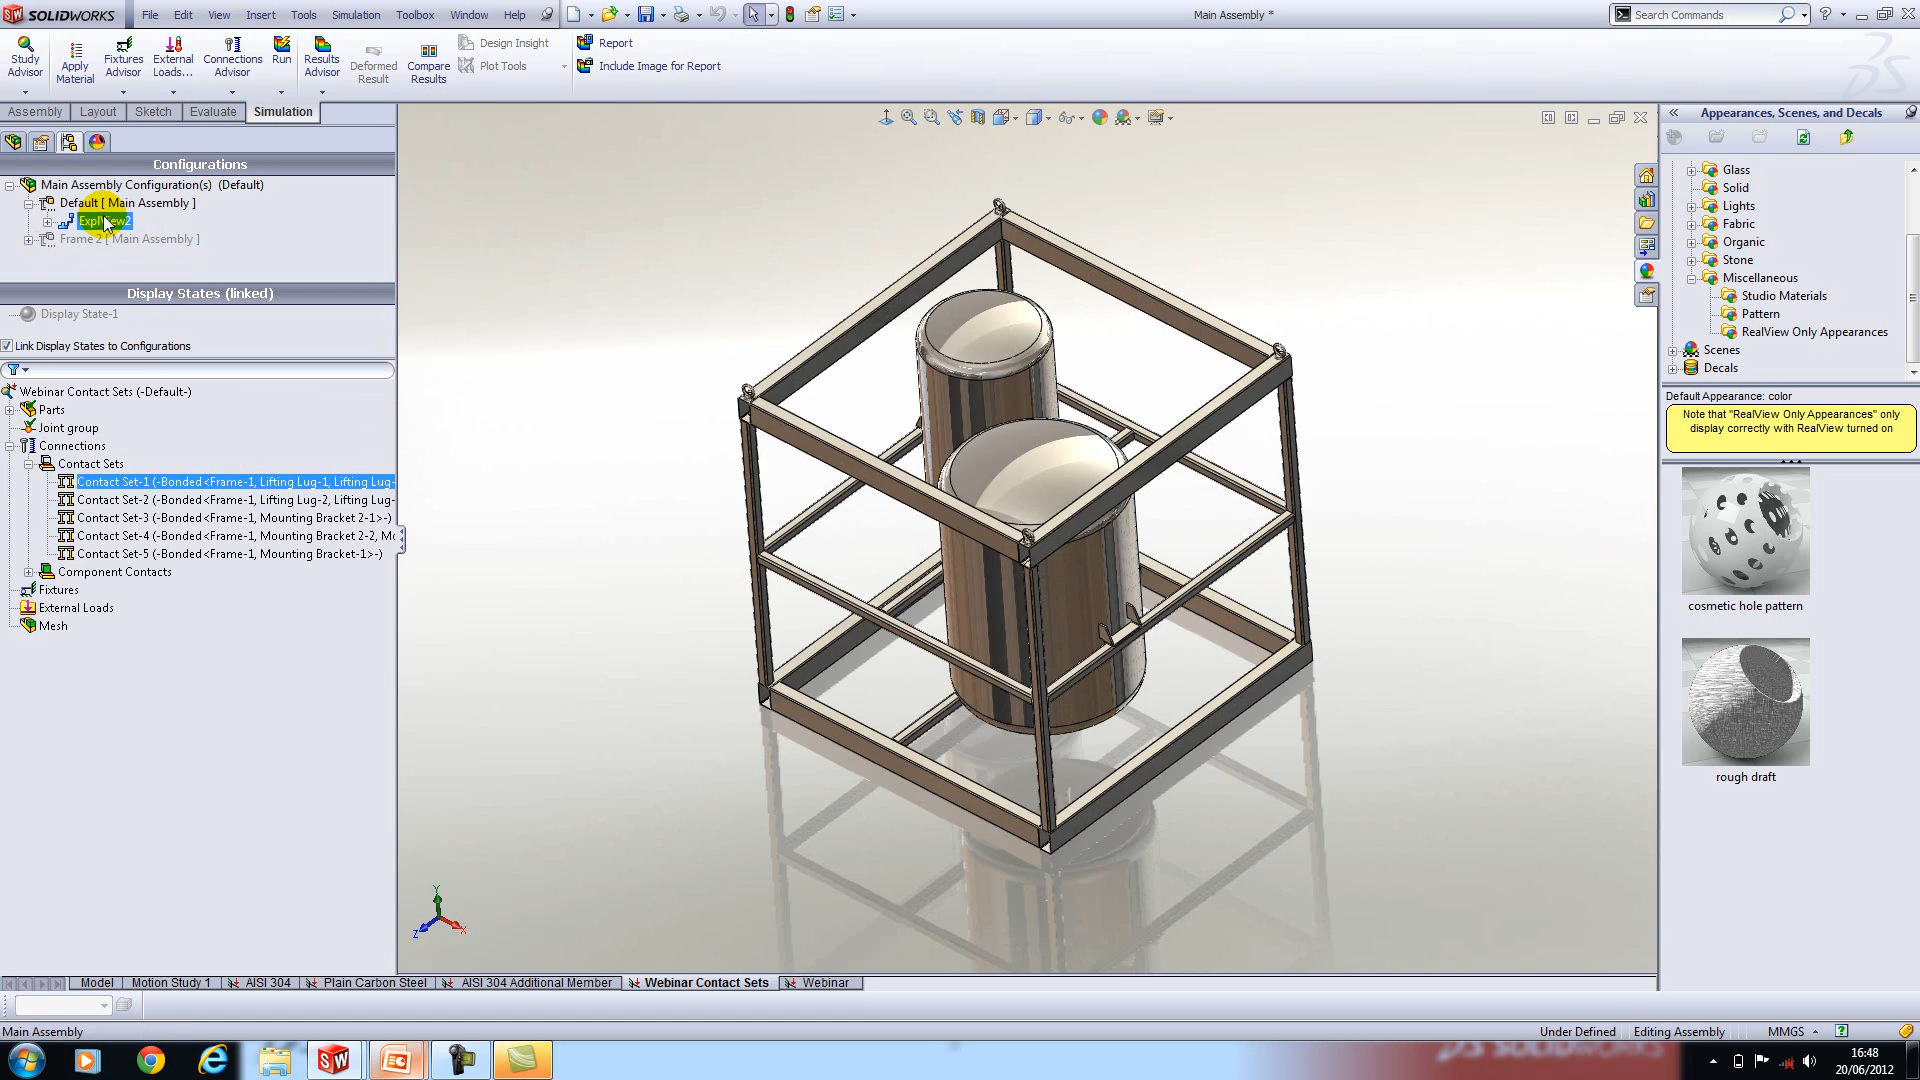 SOLIDWORKS File Edit View Insert Tools Simulation Toolbox Window Help Main Assembly * Search Commands
Study Advisor
Apply Material
Fixtures Advisor
External Loads...
Connections Advisor
Run
Results Advisor
Deformed Result
Compare Results
Design Insight
Plot Tools
Report
Include Image for Report
Assembly Layout Sketch Evaluate Simulation
Configurations
Main Assembly Configuration(s) (Default)
Default [ Main Assembly ]
ExplView2
Frame 2 [ Main Assembly ]
Display States (linked)
Display State-1
Link Display States to Configurations
Webinar Contact Sets (-Default-)
Parts
Joint group
Connections
Contact Sets
Contact Set-1 (-Bonded<Frame-1, Lifting Lug-1, Lifting Lug-
Contact Set-2 (-Bonded<Frame-1, Lifting Lug-2, Lifting Lug-
Contact Set-3 (-Bonded<Frame-1, Mounting Bracket 2-1>-)
Contact Set-4 (-Bonded<Frame-1, Mounting Bracket 2-2, Mo
Contact Set-5 (-Bonded<Frame-1, Mounting Bracket-1>-)
Component Contacts
Fixtures
External Loads
Mesh
Y
Z
X
Appearances, Scenes, and Decals
Glass
Solid
Lights
Fabric
Organic
Stone
Miscellaneous
Studio Materials
Pattern
RealView Only Appearances
Scenes
Decals
Default Appearance: color
Note that "RealView Only Appearances" only
display correctly with RealView turned on
cosmetic hole pattern
rough draft
Model Motion Study 1 AISI 304 Plain Carbon Steel AISI 304 Additional Member Webinar Contact Sets Webinar
Main Assembly Under Defined Editing Assembly MMGS
16:48
20/06/2012